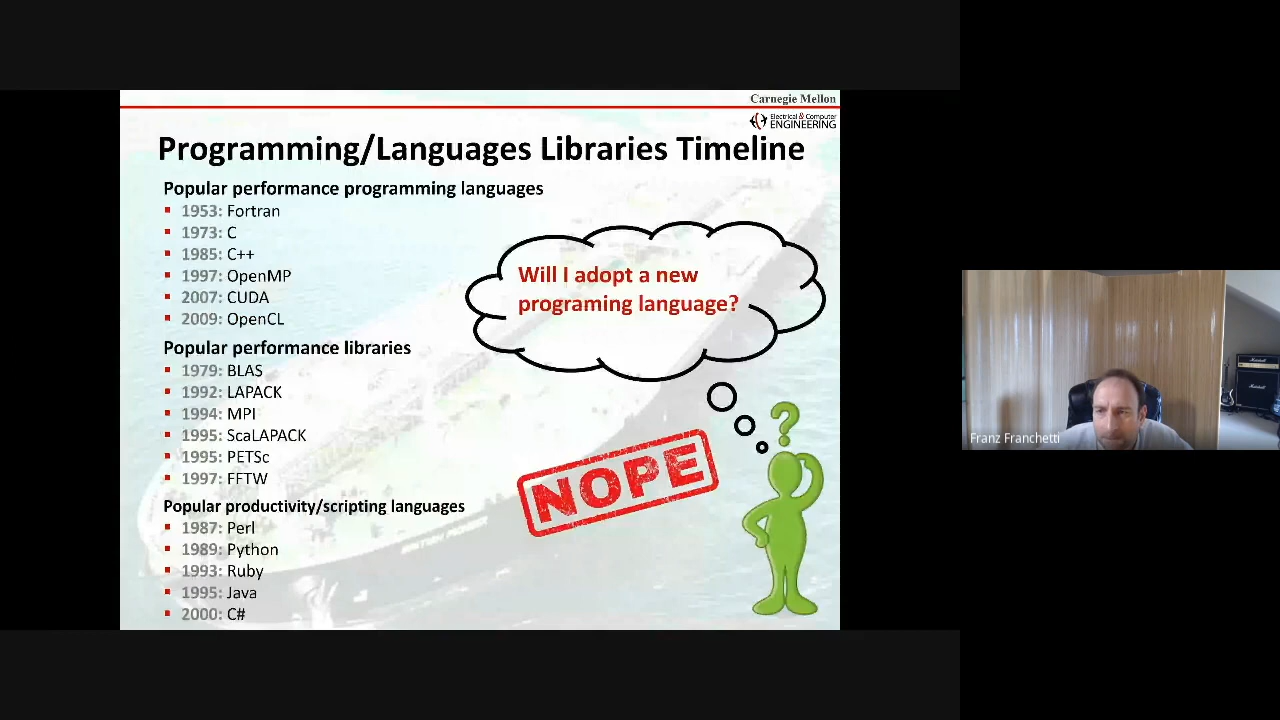 Carnegie Mellon
Electrical & Computer
ENGINEERING
Programming/Languages Libraries Timeline
Popular performance programming languages
1953: Fortran
1973: C
1985: C++
1997: OpenMP
2007: CUDA
2009: OpenCL
Popular performance libraries
1979: BLAS
1992: LAPACK
1994: MPI
1995: ScaLAPACK
1995: PETSc
1997: FFTW
Popular productivity/scripting languages
1987: Perl
1989: Python
1993: Ruby
1995: Java
2000: C#
Will I adopt a new
programing language?
?
NOPE
Franz Franchetti
Marshall
Marshall